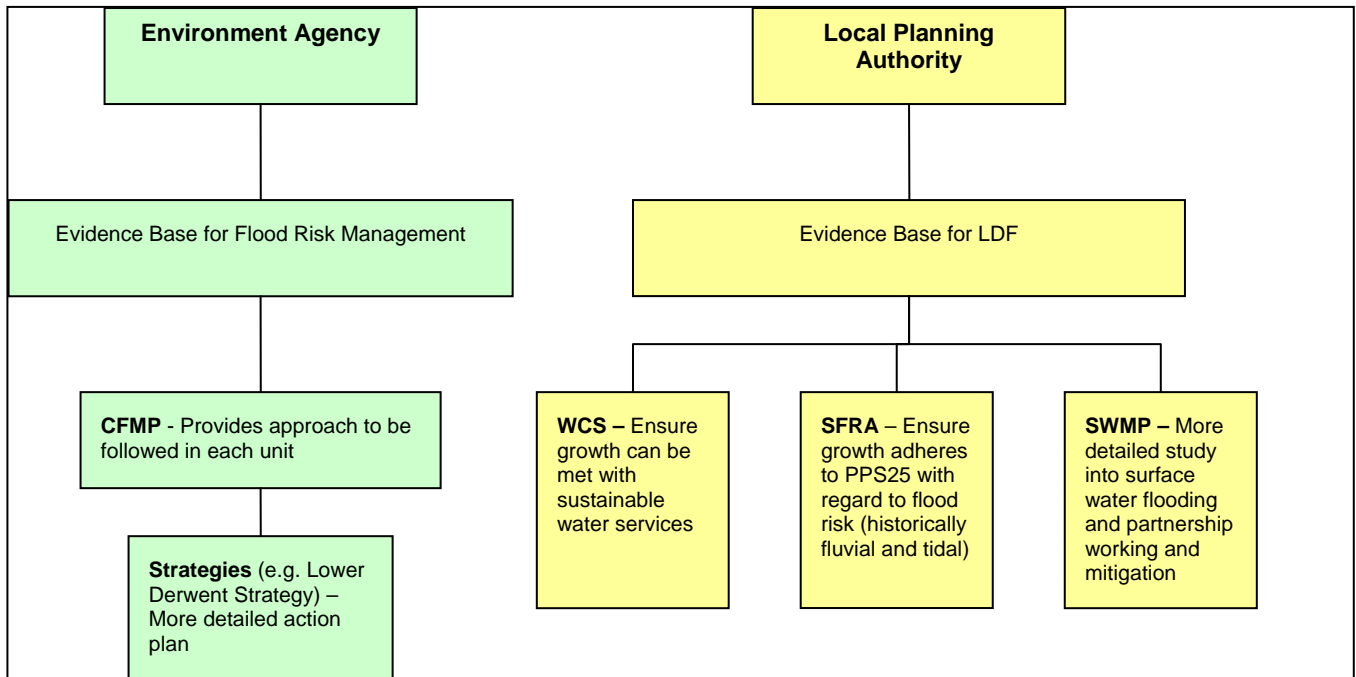 Environment Agency
Local Planning
Authority
Evidence Base for Flood Risk Management
Evidence Base for LDF
CFMP - Provides approach to be
followed in each unit
Strategies (e.g. Lower
Derwent Strategy) –
More detailed action
plan
WCS – Ensure
growth can be
met with
sustainable
water services
SFRA – Ensure
growth adheres
to PPS25 with
regard to flood
risk (historically
fluvial and tidal)
SWMP – More
detailed study
into surface
water flooding
and partnership
working and
mitigation